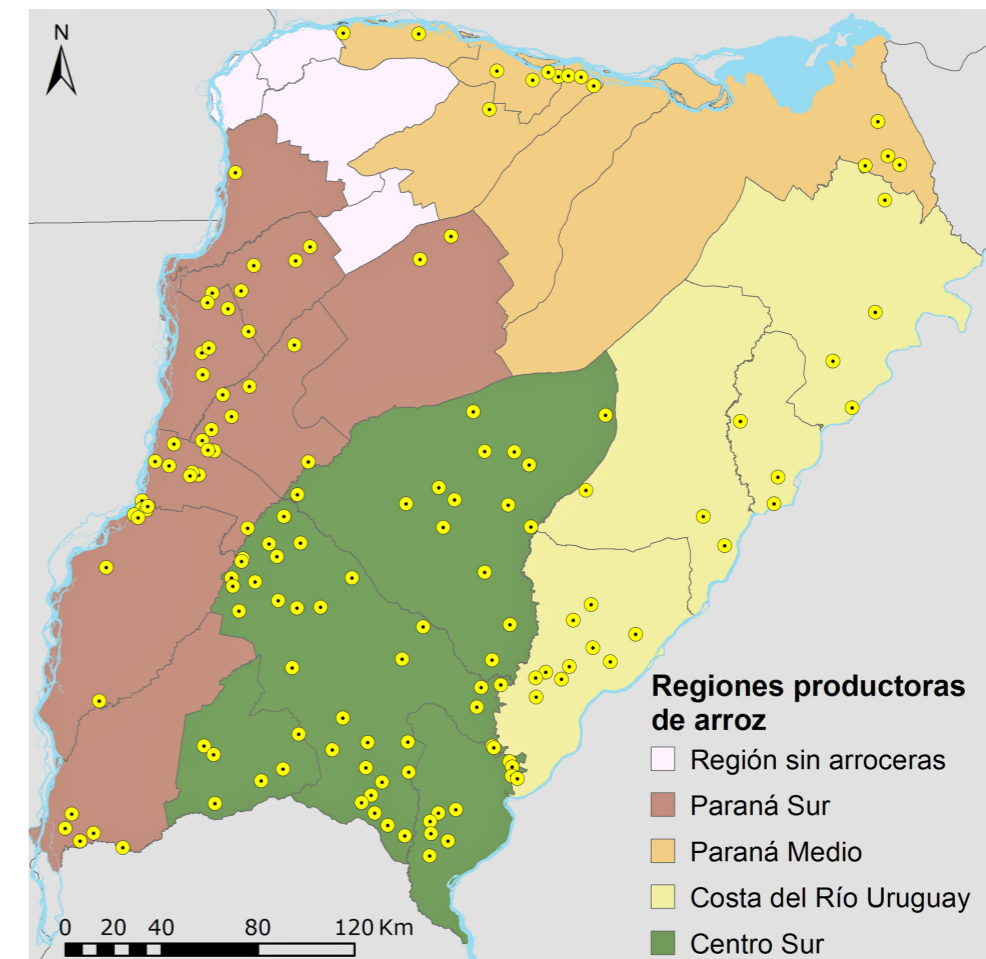 N
Regiones productoras
de arroz
Región sin arroceras
Paraná Sur
Paraná Medio
Costa del Río Uruguay
Centro Sur
0 20 40 80 120 Km